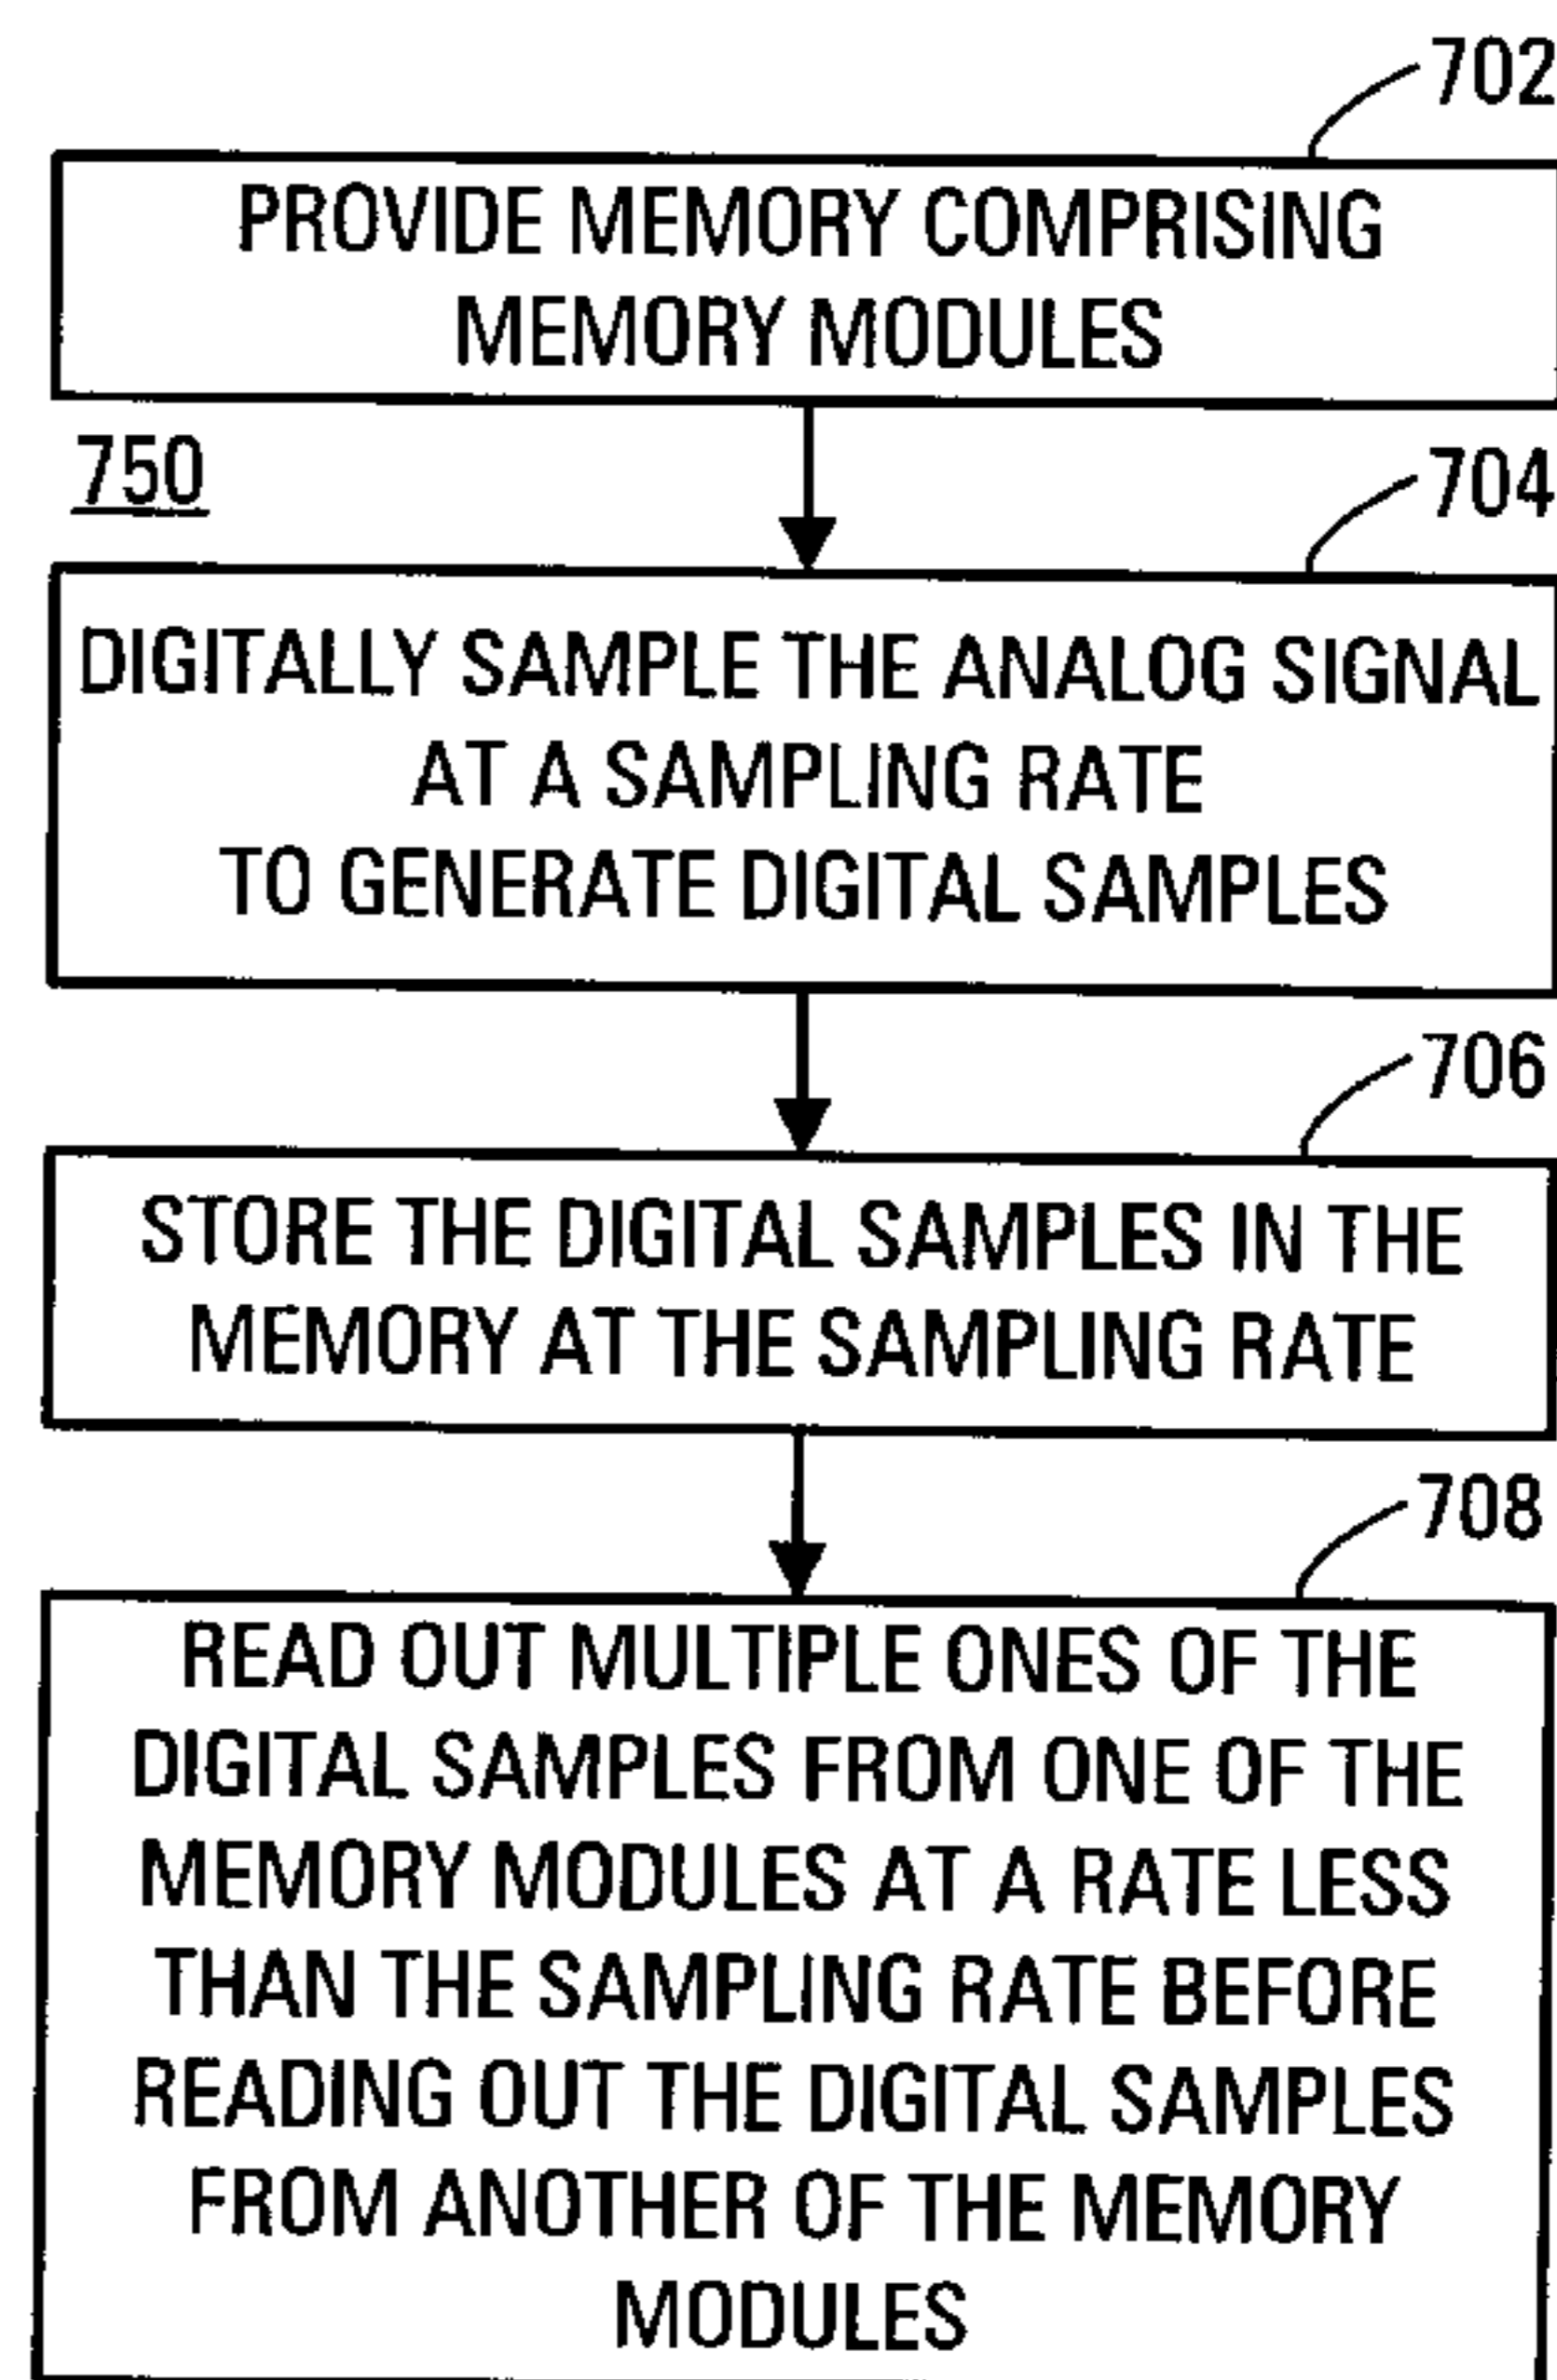 702
PROVIDE MEMORY COMPRISING
MEMORY MODULES
750
704
DIGITALLY SAMPLE THE ANALOG SIGNAL
AT A SAMPLING RATE
TO GENERATE DIGITAL SAMPLES
706
STORE THE DIGITAL SAMPLES IN THE
MEMORY AT THE SAMPLING RATE
708
READ OUT MULTIPLE ONES OF THE
DIGITAL SAMPLES FROM ONE OF THE
MEMORY MODULES AT A RATE LESS
THAN THE SAMPLING RATE BEFORE
READING OUT THE DIGITAL SAMPLES
FROM ANOTHER OF THE MEMORY
MODULES